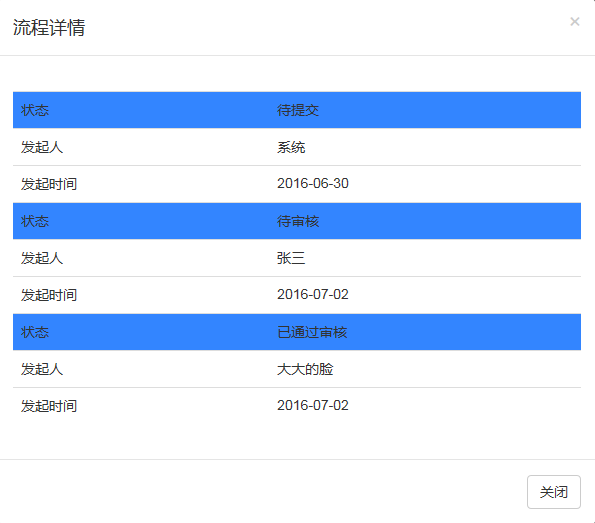 流程详情 ×
状态 待提交
发起人 系统
发起时间 2016-06-30
状态 待审核
发起人 张三
发起时间 2016-07-02
状态 已通过审核
发起人 大大的脸
发起时间 2016-07-02
关闭